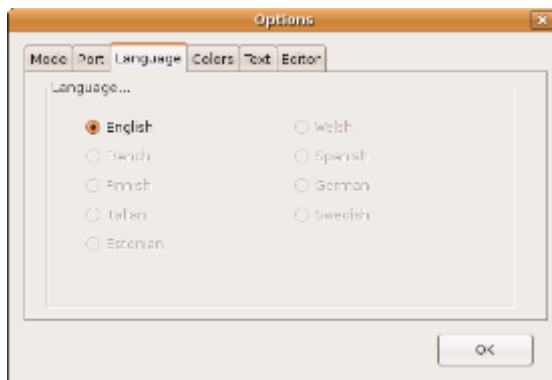 Options
Mode Port Language Colors Text Editor
Language...
English Welsh
French Spanish
Finnish German
Italian Swedish
Estonian
OK